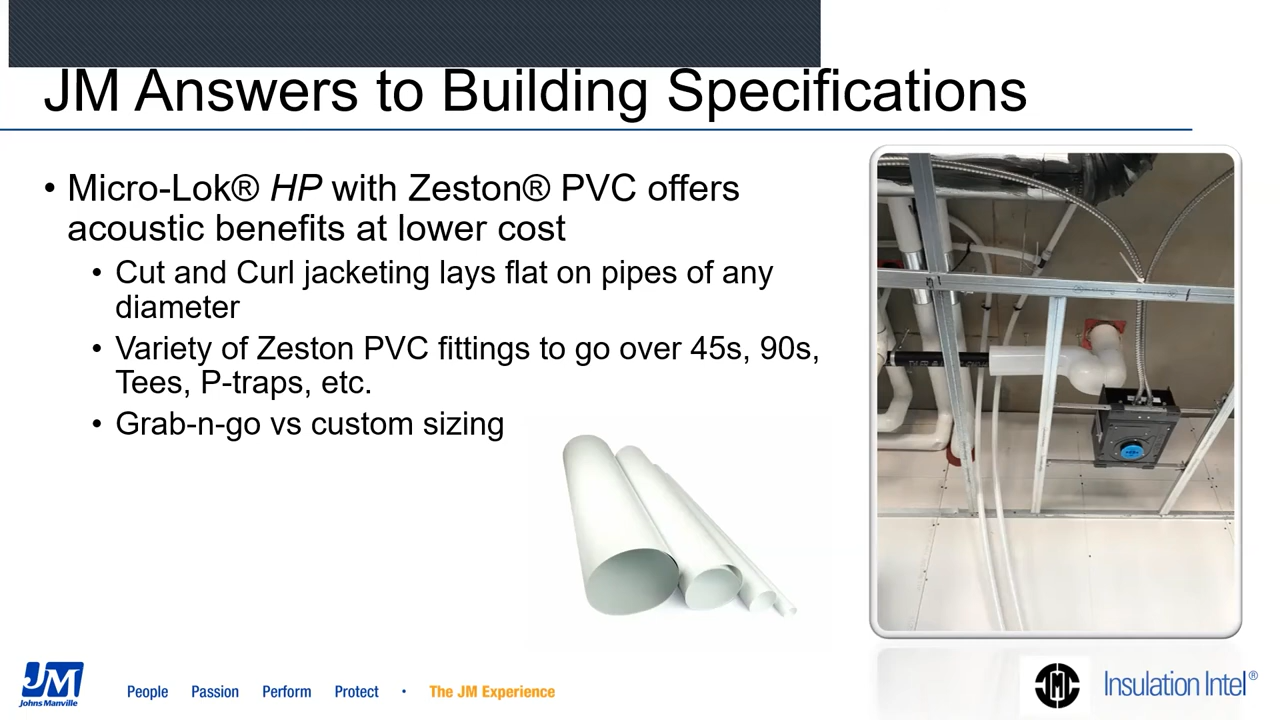 JM Answers to Building Specifications
• Micro-Lok® HP with Zeston® PVC offers
acoustic benefits at lower cost
• Cut and Curl jacketing lays flat on pipes of any
diameter
• Variety of Zeston PVC fittings to go over 45s, 90s,
Tees, P-traps, etc.
• Grab-n-go vs custom sizing
JM
Johns Manville
People Passion Perform Protect • The JM Experience
JMC
Insulation Intel®